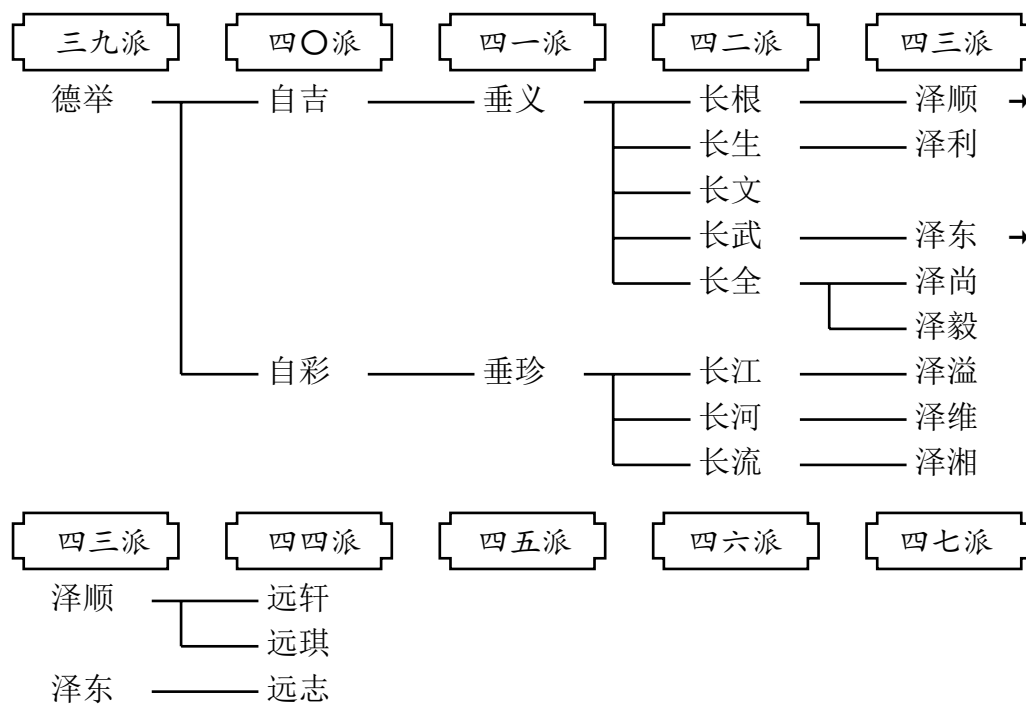 三九派 四〇派 四一派 四二派 四三派
德举 自吉 垂义 长根 泽顺
长生 泽利
长文
长武 泽东
长全 泽尚
泽毅
自彩 垂珍 长江 泽溢
长河 泽维
长流 泽湘
四三派 四四派 四五派 四六派 四七派
泽顺 远轩
远琪
泽东 远志